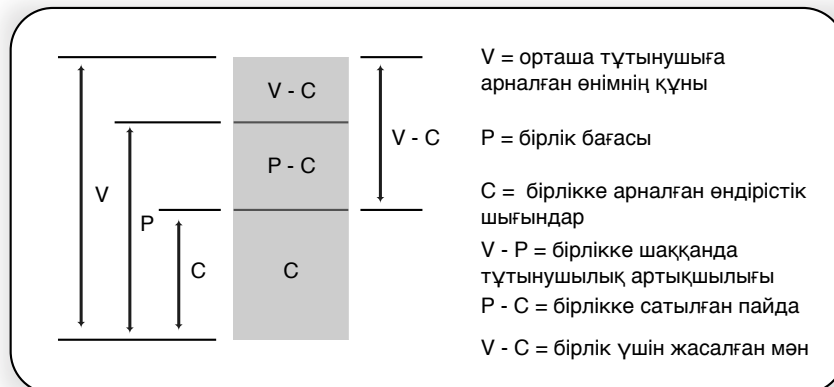 V - C
P - C
C
V
P
C
V - C
V = орташа тұтынушыға
арналған өнімнің құны
P = бірлік бағасы
C = бірлікке арналған өндірістік
шығындар
V - P = бірлікке шаққанда
тұтынушылық артықшылығы
P - C = бірлікке сатылған пайда
V - C = бірлік үшін жасалған мән